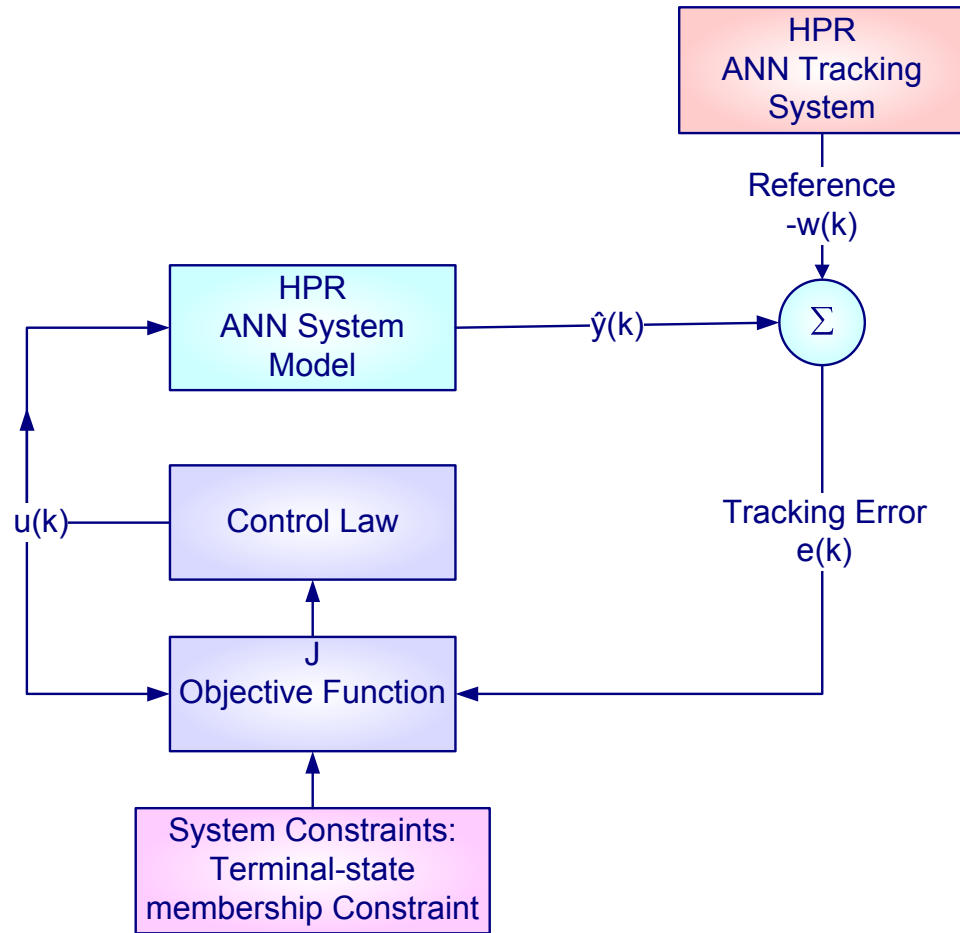 HPR
ANN Tracking
System
Reference
-w(k)
HPR
ANN System
Model
ŷ(k)
Σ
u(k)
Control Law
Tracking Error
e(k)
J
Objective Function
System Constraints:
Terminal-state
membership Constraint